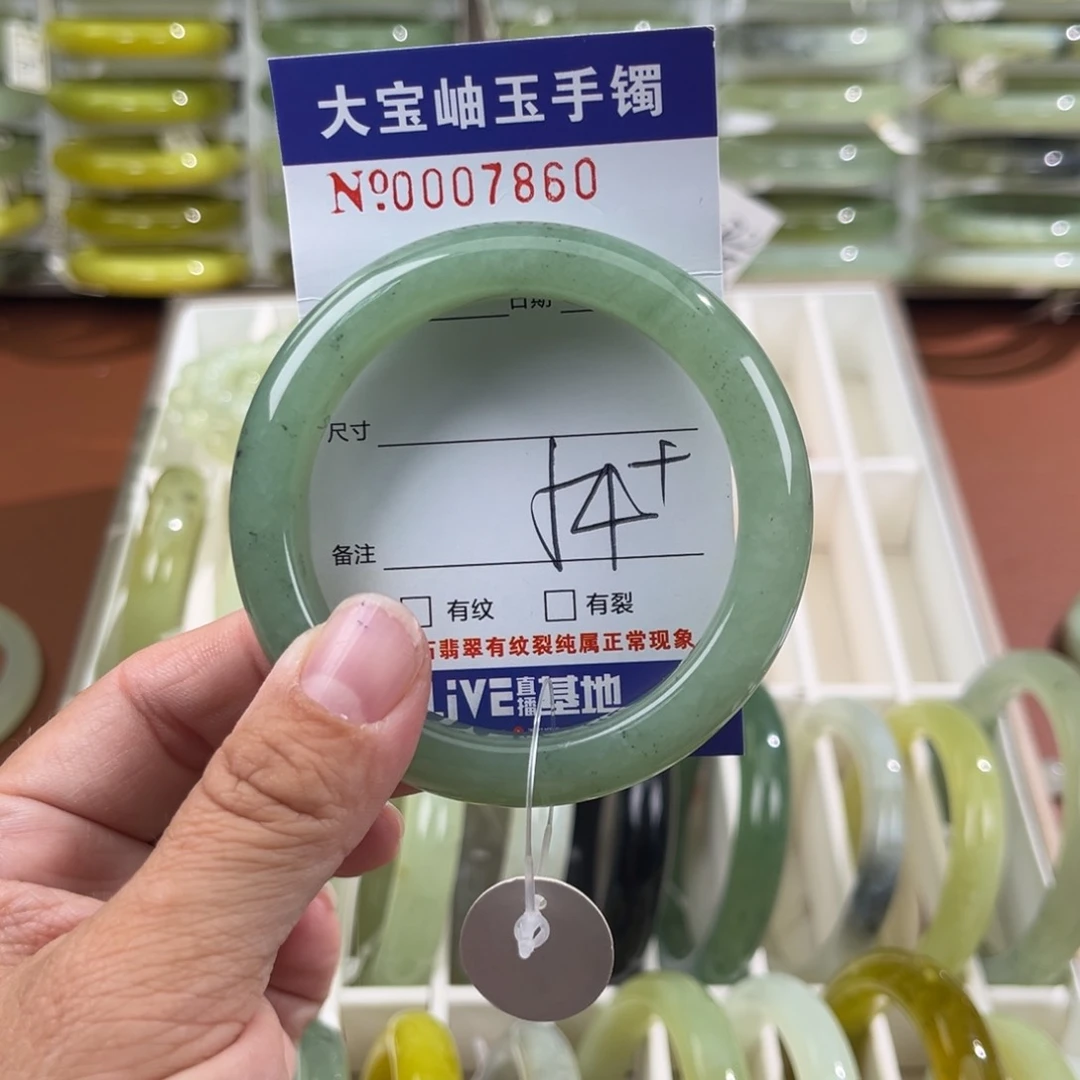 大宝岫玉手镯
№0007860
日期
尺寸
备注
有纹 有裂
翡翠有纹裂纯属正常现象
LiVE直播基地